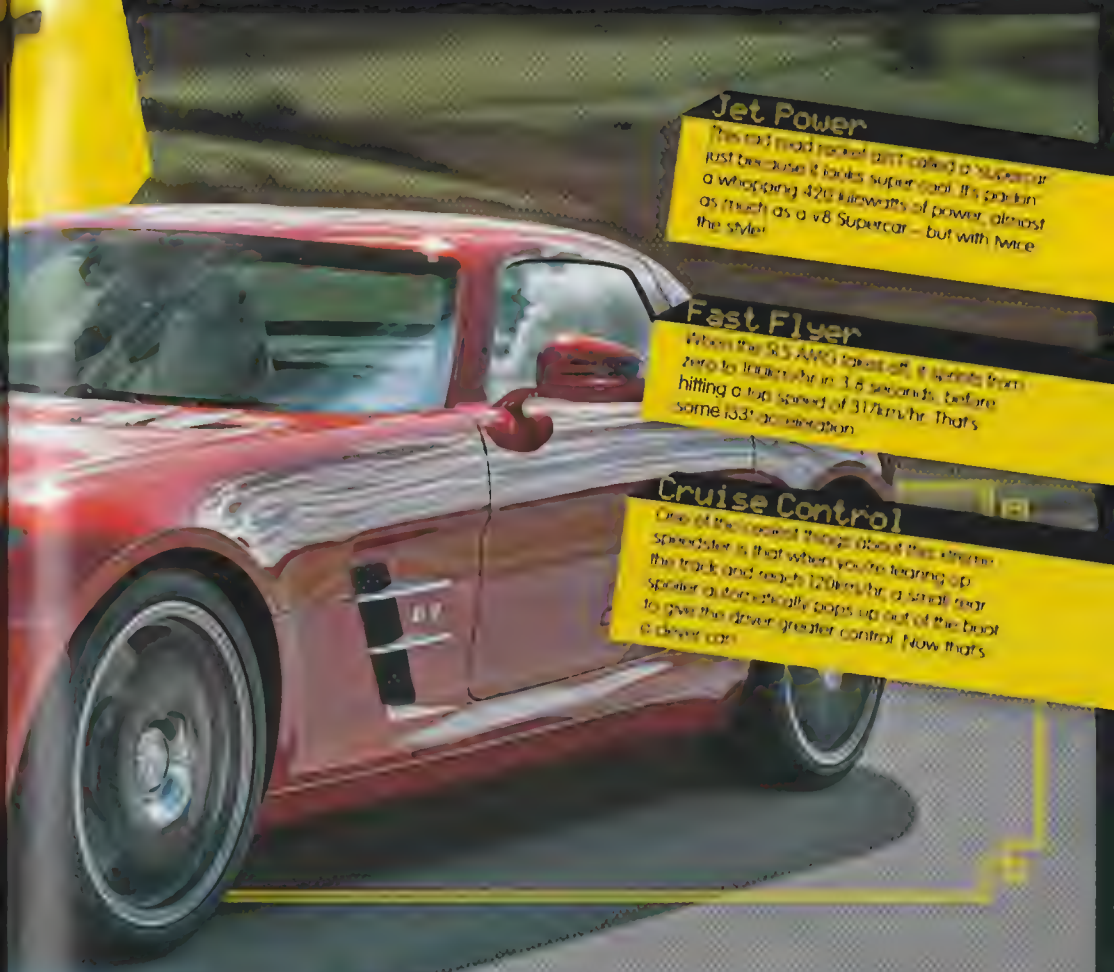 Jet Power
This rad road rocket ain't called a 'supercar'
just because it looks super cool. It's packin'
a whopping 420 kilowatts of power, almost
as much as a v8 Supercar – but with twice
the style!
Fast Flyer
When the SLS AMG takes off, it sprints from
zero to 100km/hr in 3.8 seconds, before
hitting a top speed of 317km/hr. That's
some acceleration
Cruise Control
One of the coolest things about this xtreme
speedster is that when you're tearing up
the track and reach 120km/hr, a small rear
spoiler automatically pops up out of the boot
to give the driver greater control. Now that's
a clever car!